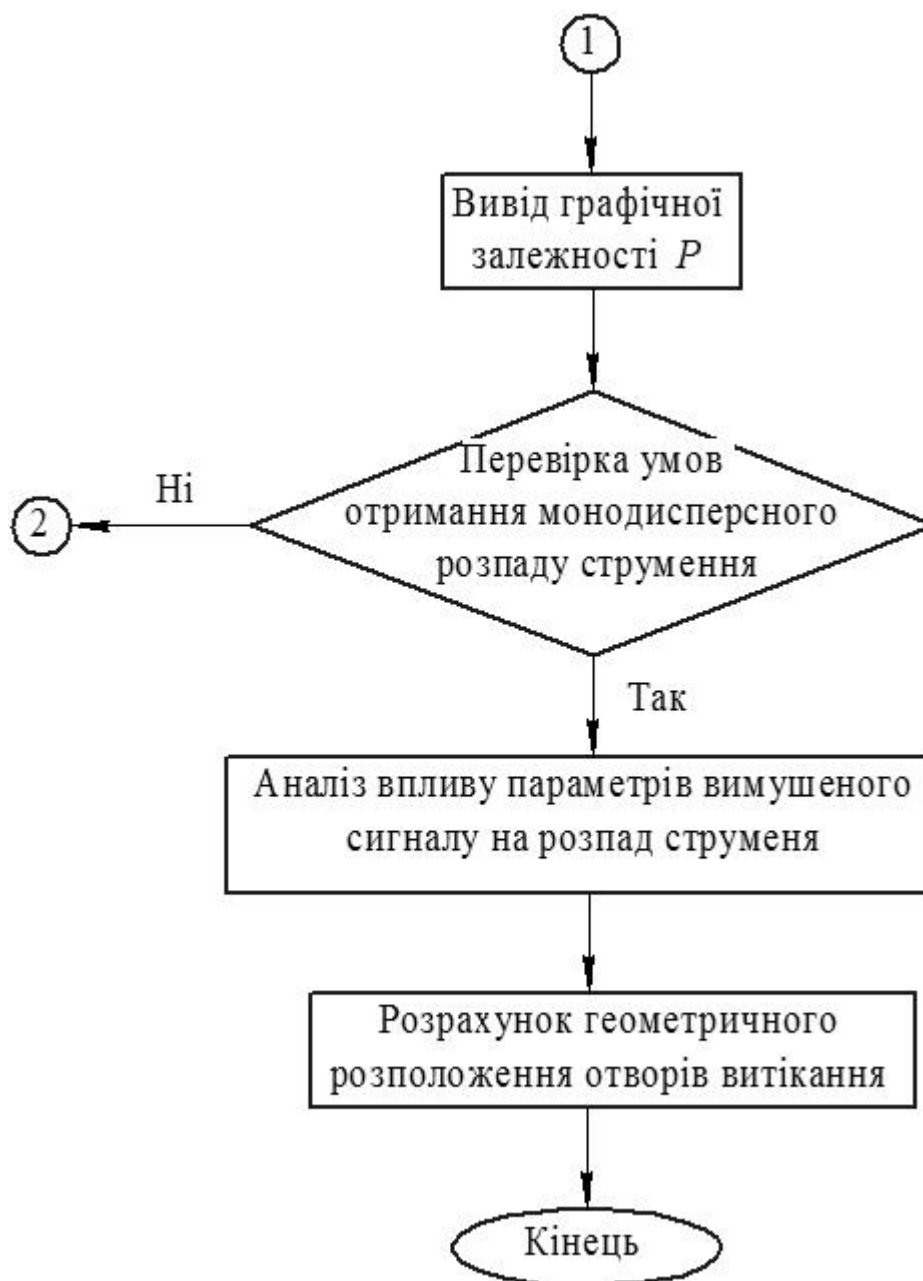 1
Вивід графічної
залежності P
Перевірка умов
отримання монодисперсного
розпаду струмення
Ні
2
Так
Аналіз впливу параметрів вимушеного
сигналу на розпад струменя
Розрахунок геометричного
розположення отворів витікання
Кінець